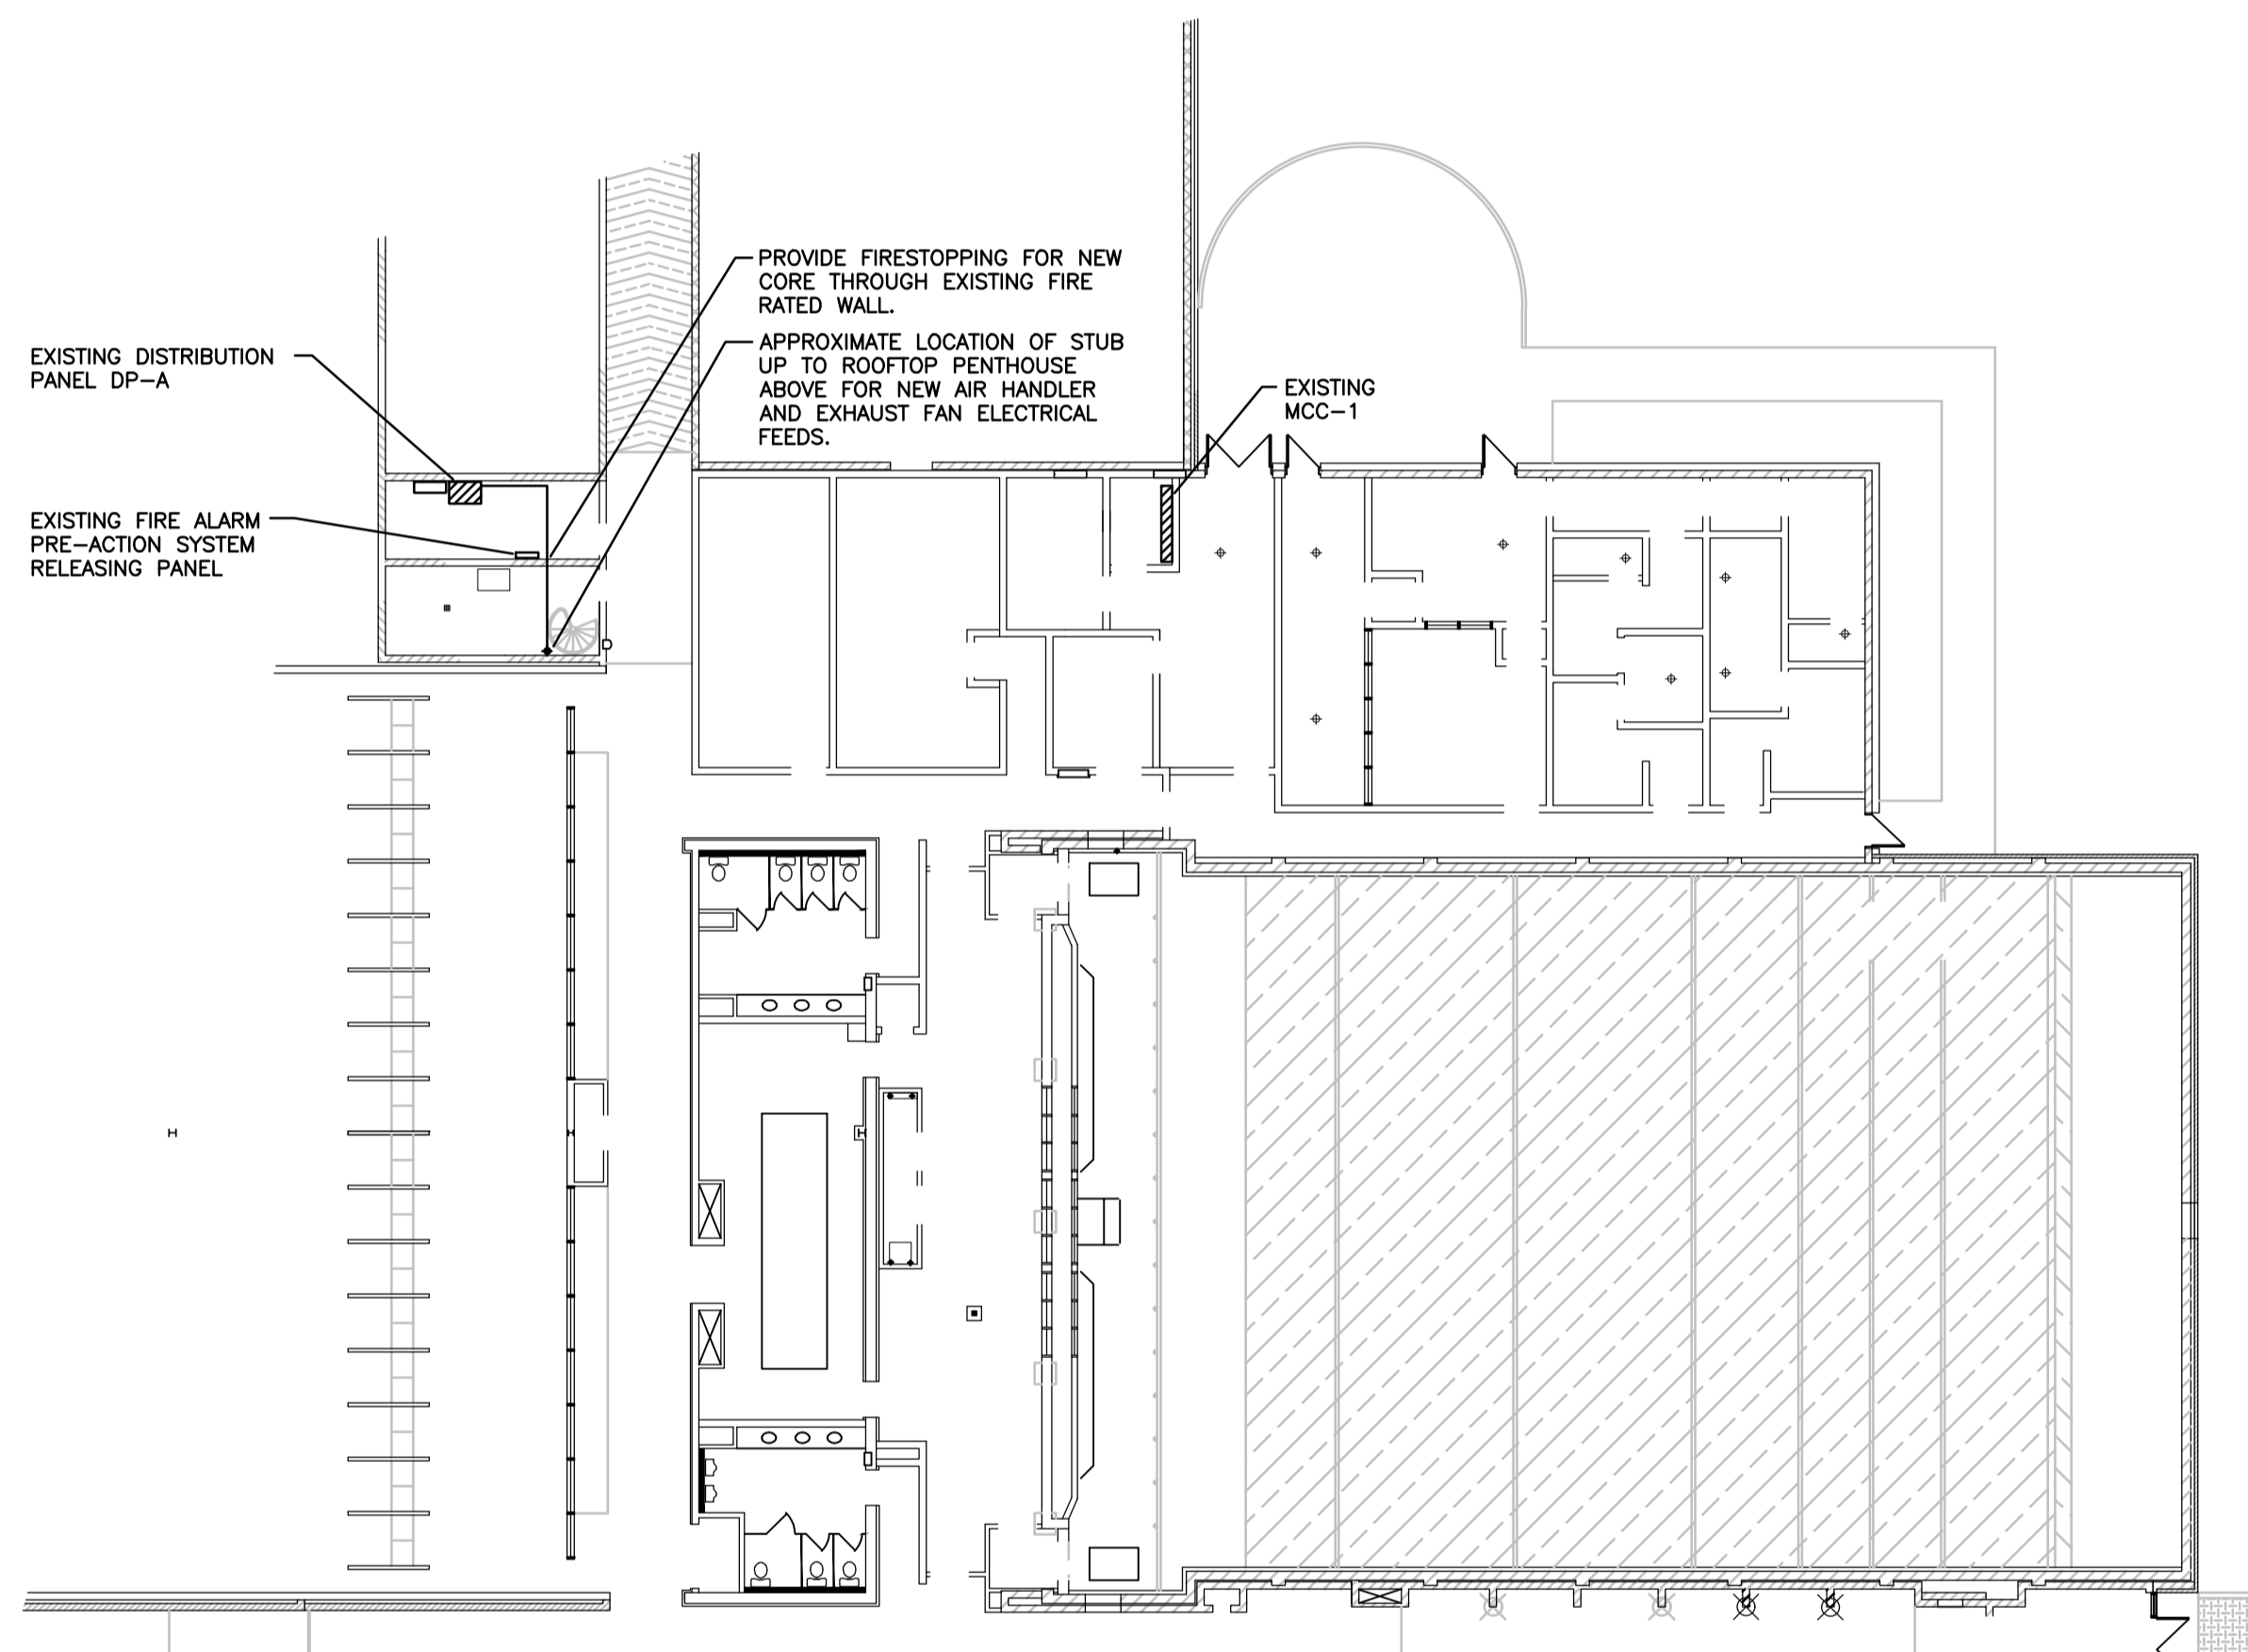 PROVIDE FIRESTOPPING FOR NEW
CORE THROUGH EXISTING FIRE
RATED WALL.
APPROXIMATE LOCATION OF STUB
UP TO ROOFTOP PENTHOUSE
ABOVE FOR NEW AIR HANDLER
AND EXHAUST FAN ELECTRICAL
FEEDS.
EXISTING DISTRIBUTION
PANEL DP-A
EXISTING
MCC-1
EXISTING FIRE ALARM
PRE-ACTION SYSTEM
RELEASING PANEL